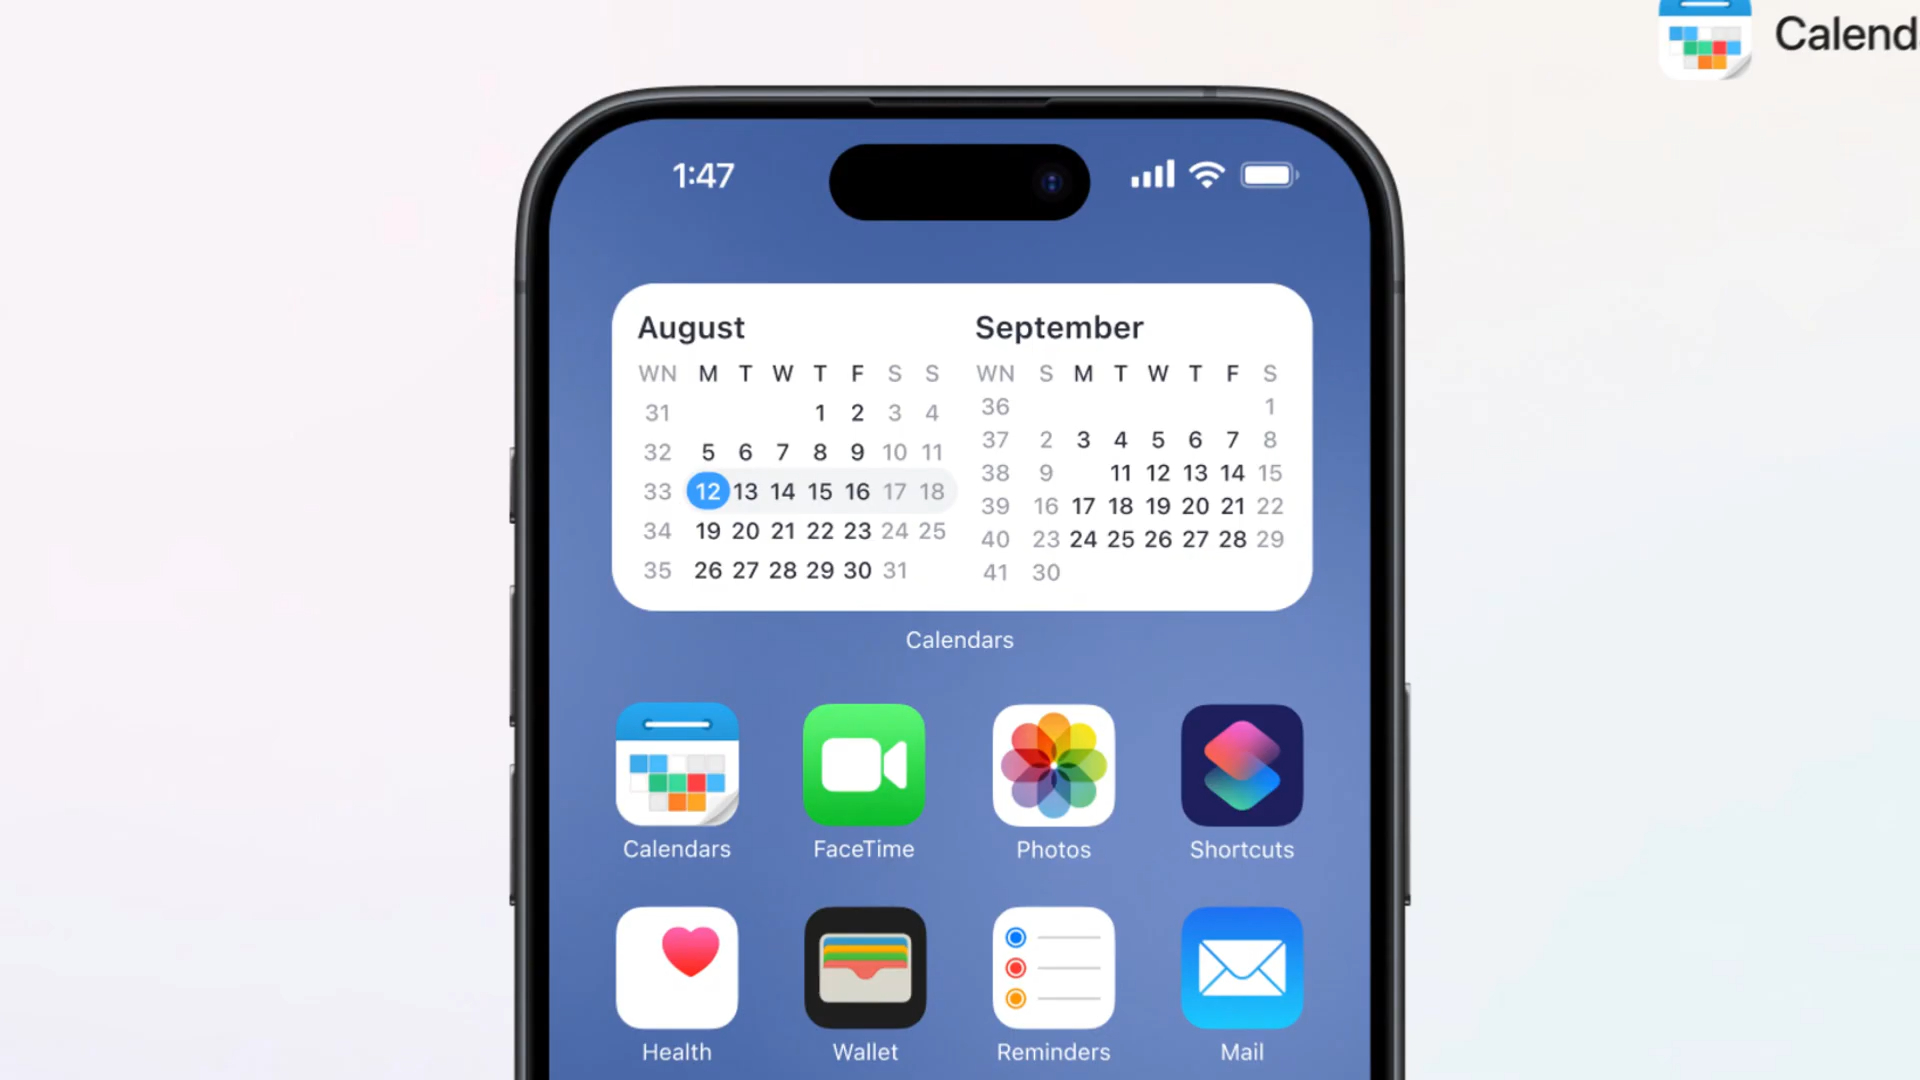 Calend
1:47
August
WN M T W T F S S
31 1 2 3 4
32 5 6 7 8 9 10 11
33 12 13 14 15 16 17 18
34 19 20 21 22 23 24 25
35 26 27 28 29 30 31
September
WN S M T W T F S
36 1
37 2 3 4 5 6 7 8
38 9 11 12 13 14 15
39 16 17 18 19 20 21 22
40 23 24 25 26 27 28 29
41 30
Calendars
Calendars FaceTime Photos Shortcuts
Health Wallet Reminders Mail